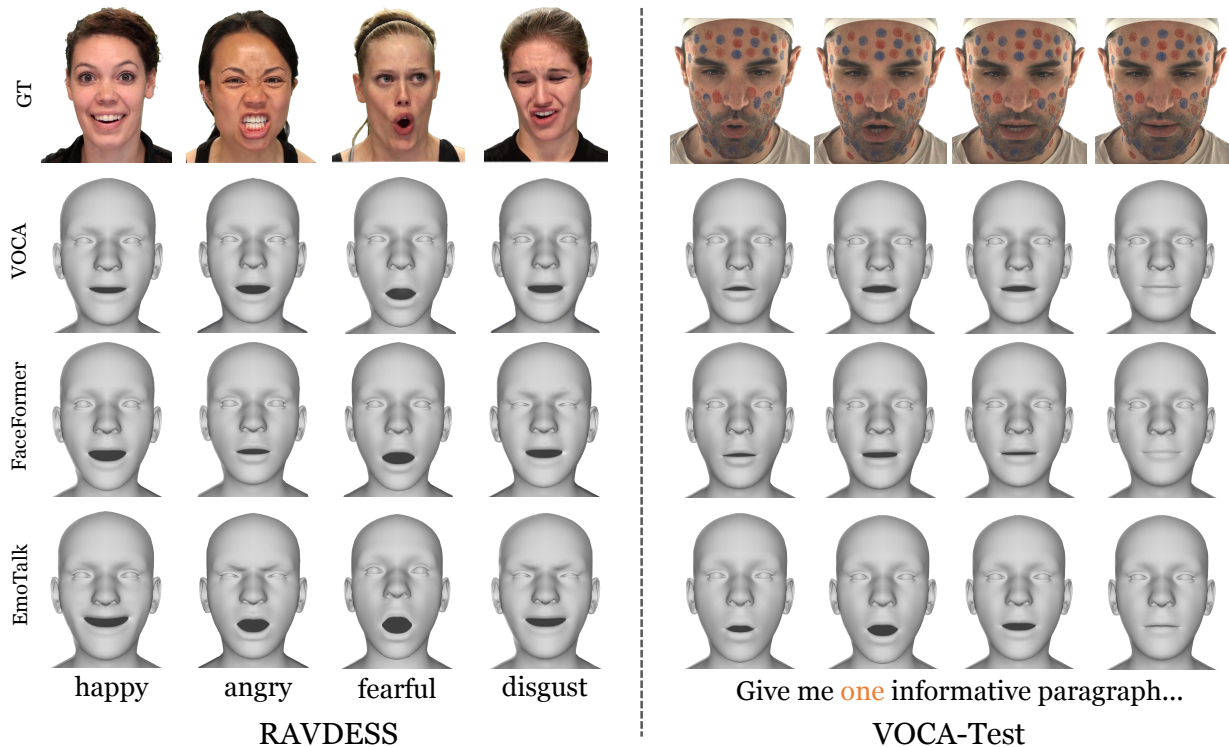 GT
VOCA
FaceFormer
EmoTalk
happy angry fearful disgust
Give me one informative paragraph...
RAVDESS
VOCA-Test